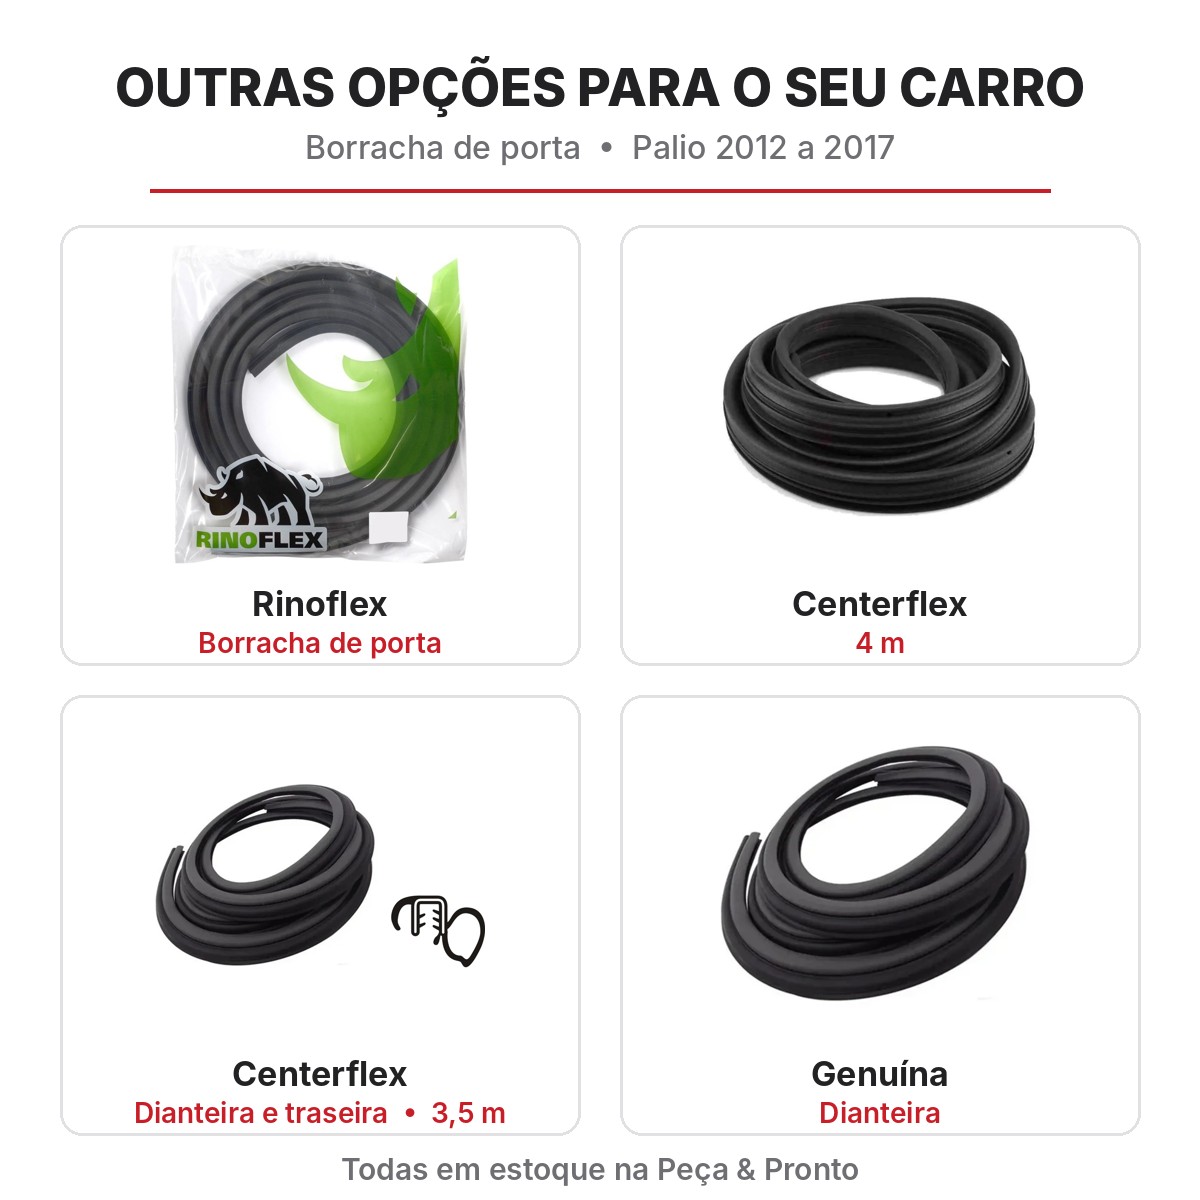 OUTRAS OPÇÕES PARA O SEU CARRO
Borracha de porta • Palio 2012 a 2017
RINOFLEX
Rinoflex
Borracha de porta
Centerflex
4 m
Centerflex
Dianteira e traseira • 3,5 m
Genuína
Dianteira
Todas em estoque na Peça & Pronto